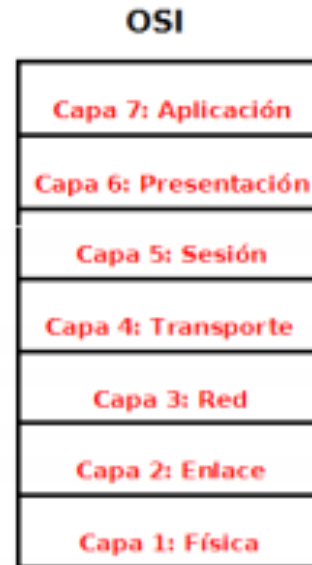 OSI
Capa 7: Aplicación
Capa 6: Presentación
Capa 5: Sesión
Capa 4: Transporte
Capa 3: Red
Capa 2: Enlace
Capa 1: Física